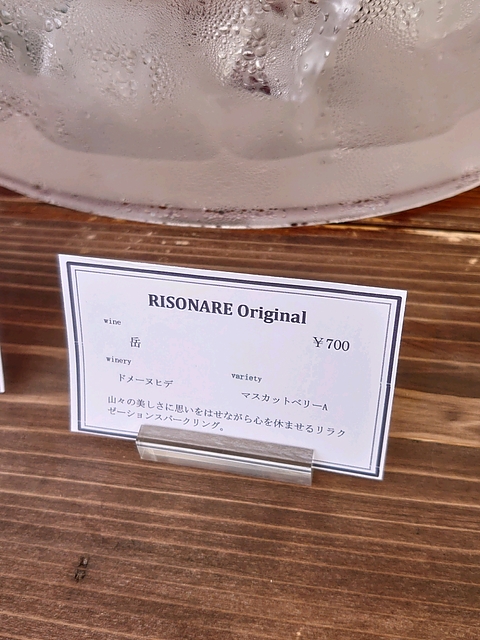 RISONARE Original
wine
岳 ￥700
winery
ドメーヌヒデ
variety
マスカットベリーA
山々の美しさに思いをはせながら心を休ませるリラク
ゼーションスパークリング。